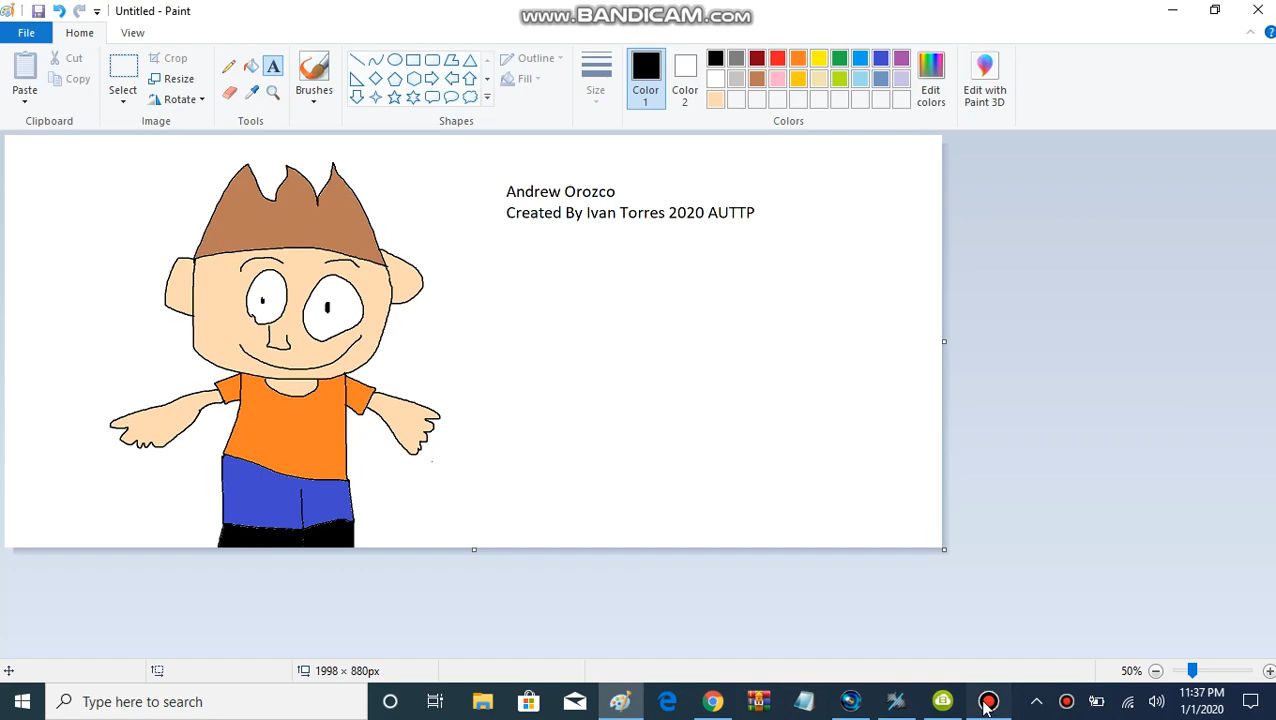 Untitled - Paint
www.BANDICAM.com
File
Home
View
Paste
Cut
Copy
Clipboard
Select
Crop
Resize
Rotate
Image
A
Tools
Brushes
Outline
Fill
Shapes
Size
Color 1
Color 2
Edit colors
Colors
Edit with Paint 3D
Andrew Orozco
Created By Ivan Torres 2020 AUTTP
1998 × 880px
50%
Type here to search
11:37 PM
1/1/2020